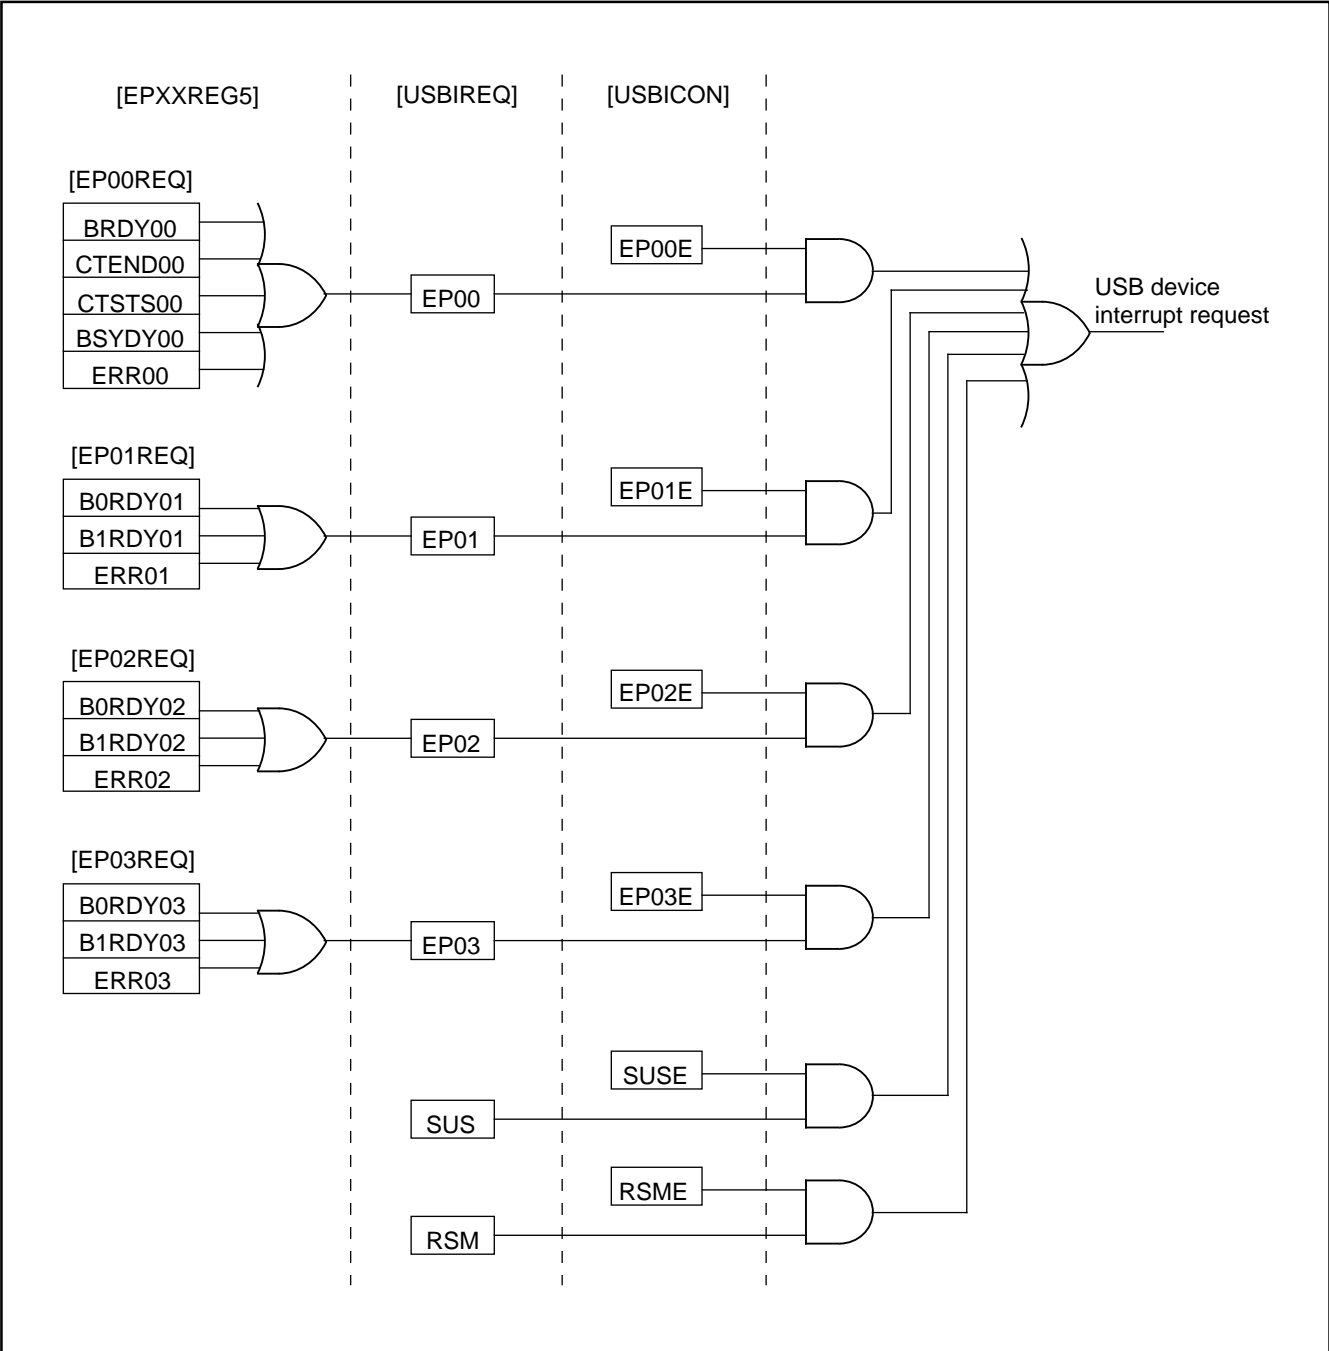 [EPXXREG5]
[USBIREQ]
[USBICON]
[EP00REQ]
BRDY00
CTEND00
CTSTS00
BSYDY00
ERR00
EP00
EP00E
USB device
interrupt request
[EP01REQ]
B0RDY01
B1RDY01
ERR01
EP01
EP01E
[EP02REQ]
B0RDY02
B1RDY02
ERR02
EP02
EP02E
[EP03REQ]
B0RDY03
B1RDY03
ERR03
EP03
EP03E
SUSE
SUS
RSME
RSM